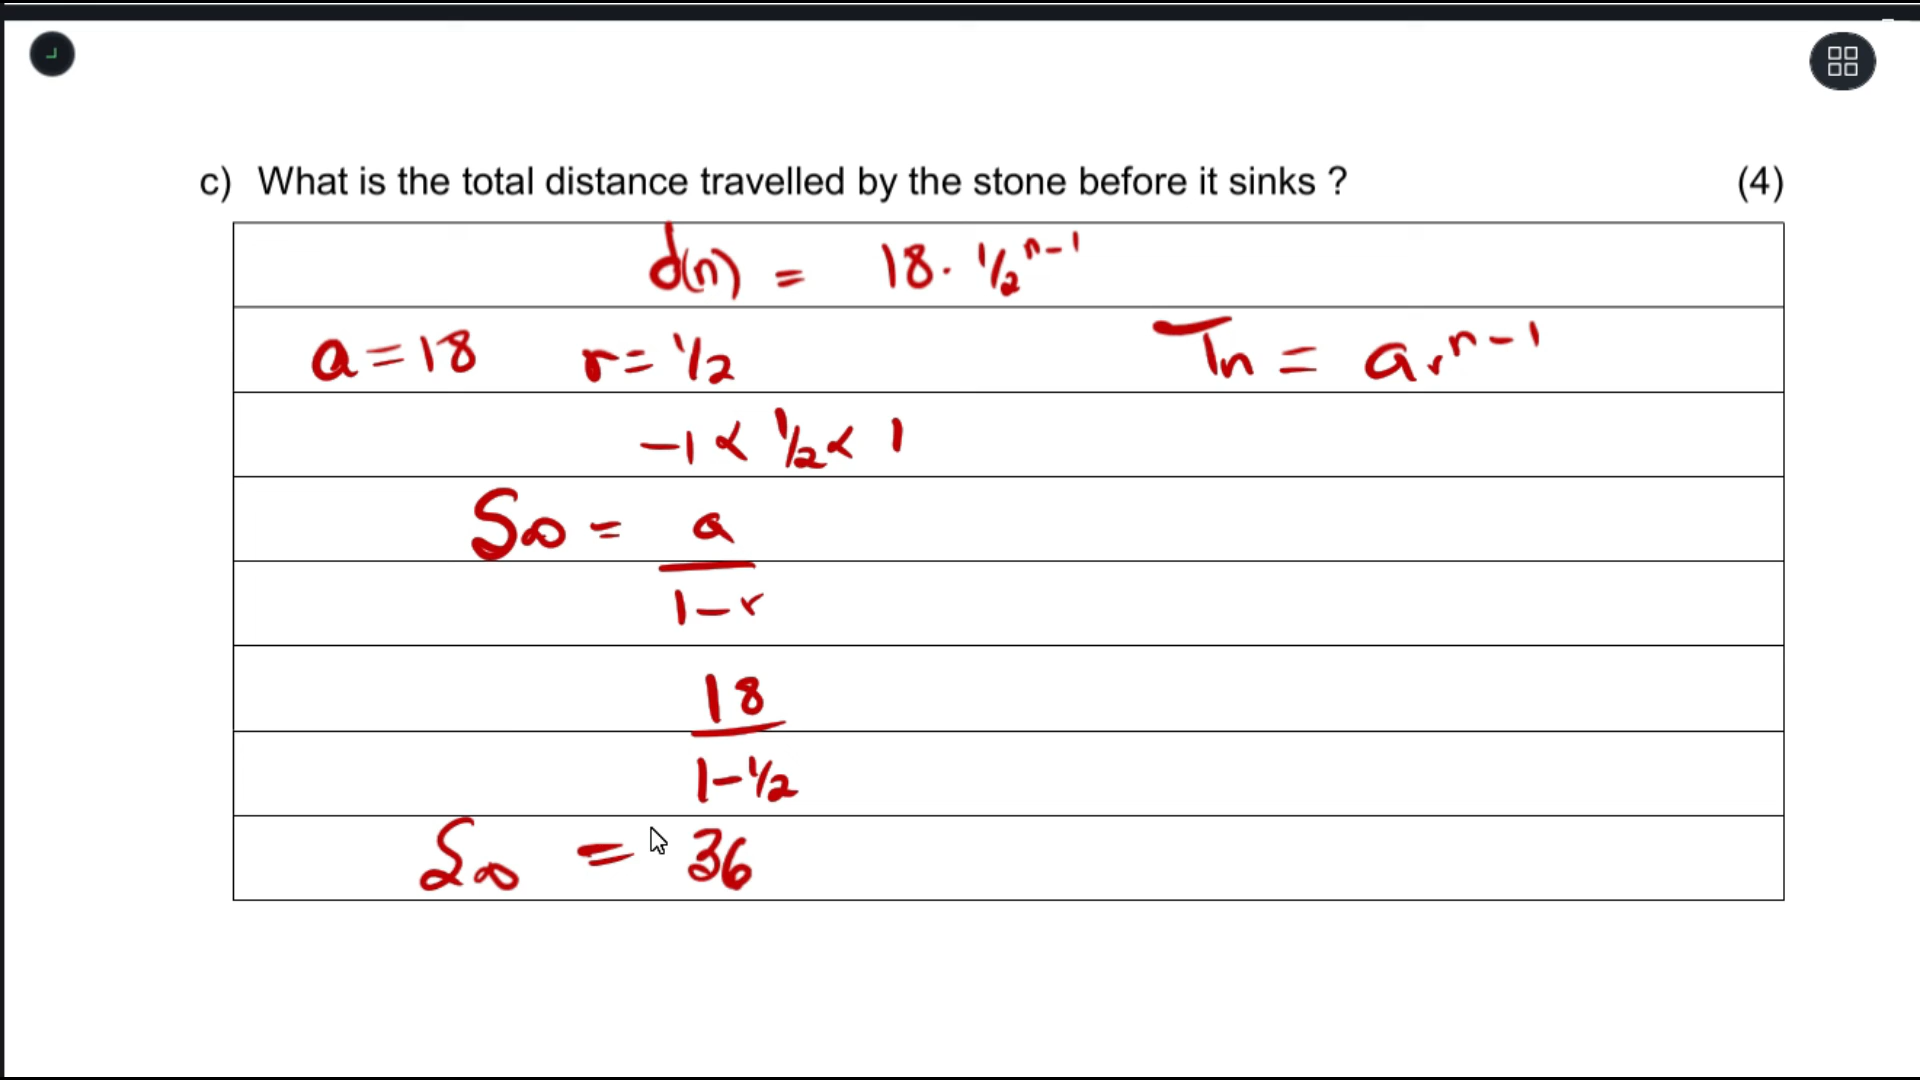 c) What is the total distance travelled by the stone before it sinks ? (4)
d(n) = 18 . 1/2^n-1
a = 18 r = 1/2 Tn = ar^n-1
-1 < 1/2 < 1
S∞ = a
1-r
18
1-1/2
S∞ = 36